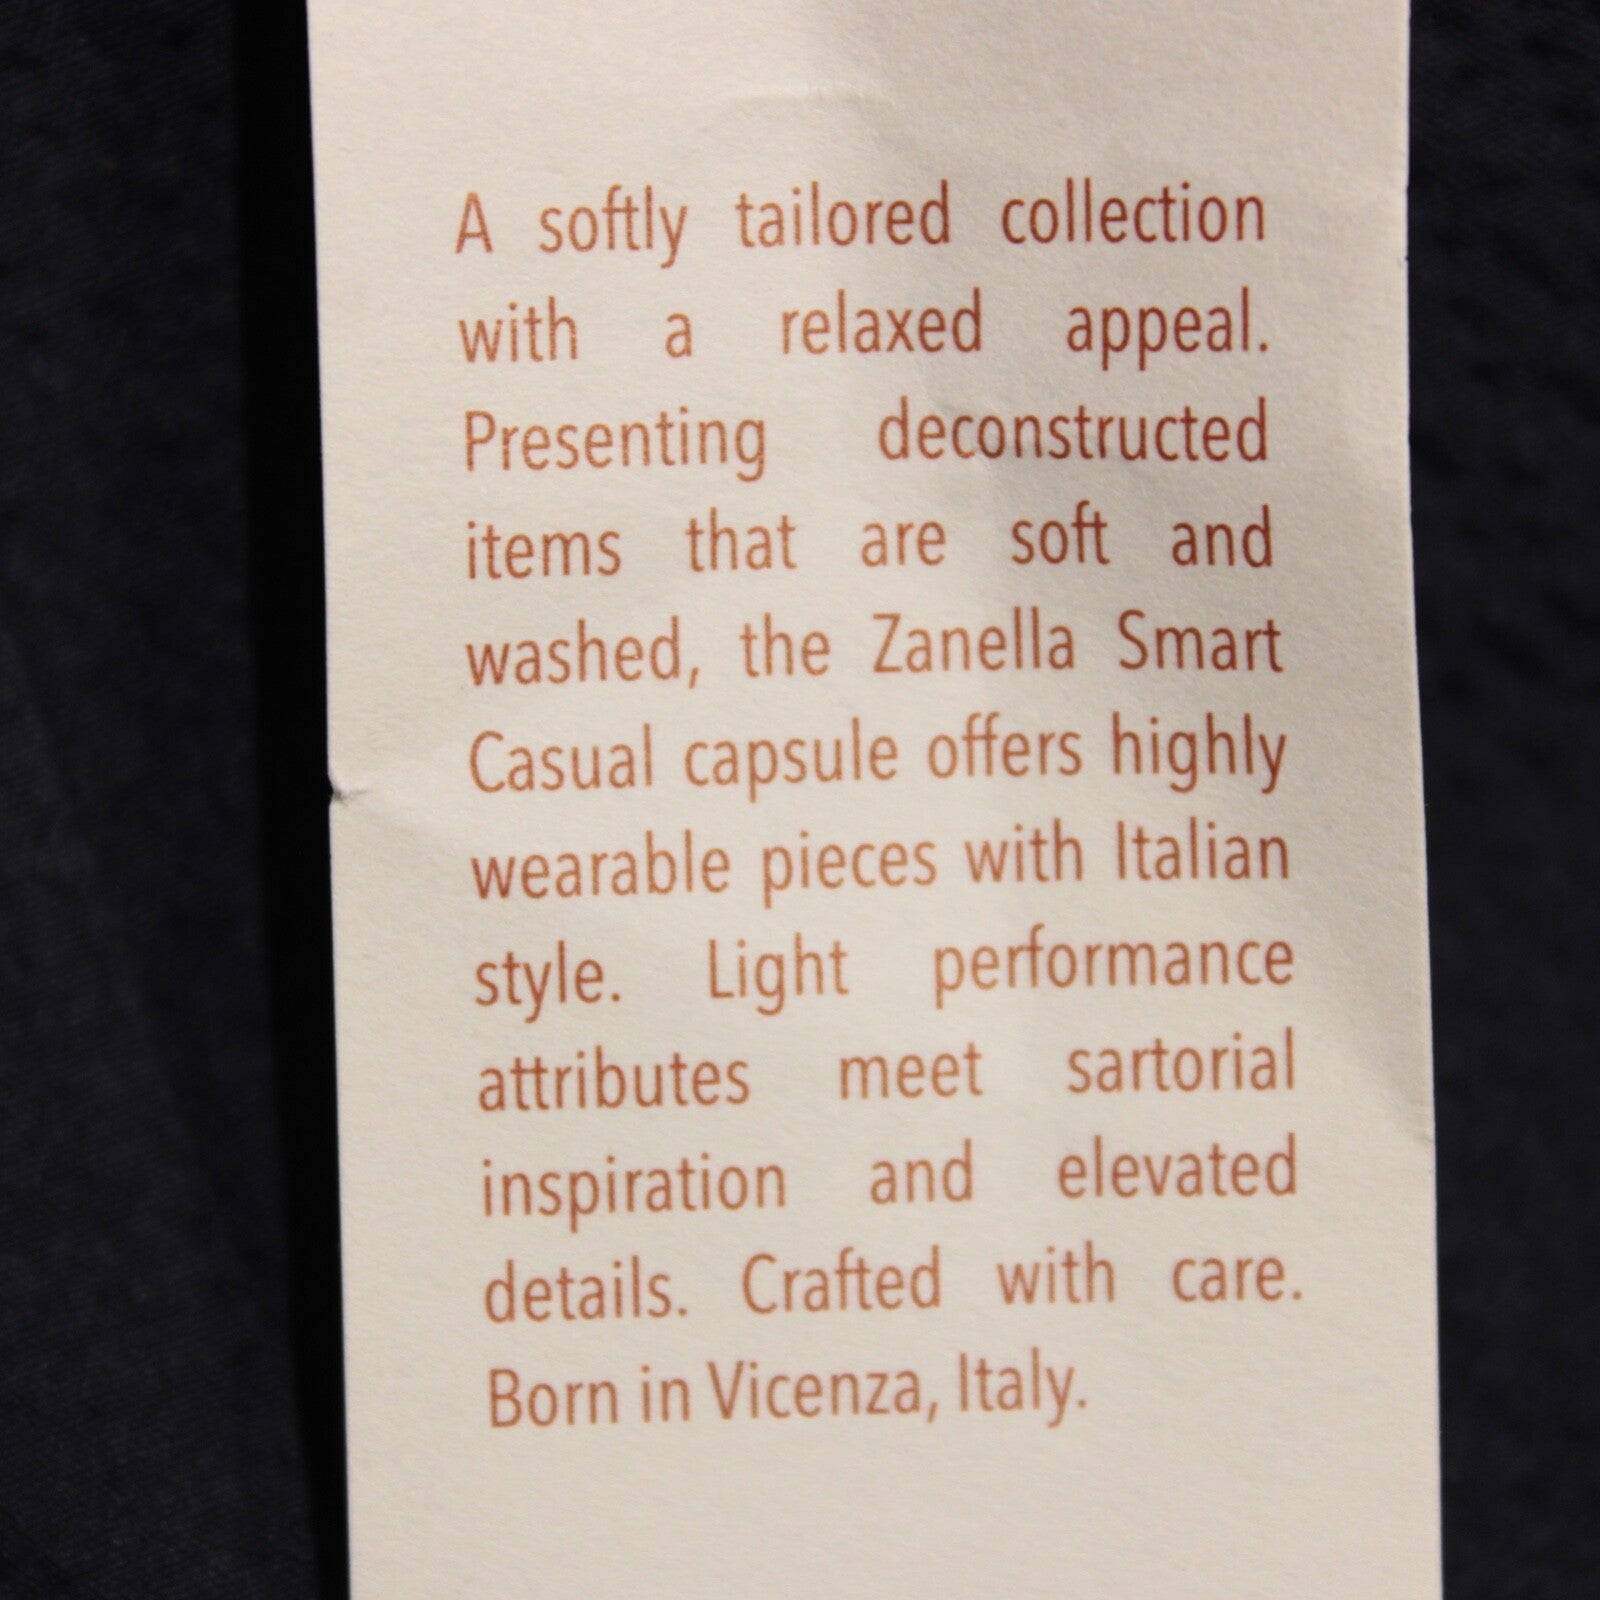 A softly tailored collection
with a relaxed appeal.
Presenting deconstructed
items that are soft and
washed, the Zanella Smart
Casual capsule offers highly
wearable pieces with Italian
style. Light performance
attributes meet sartorial
inspiration and elevated
details. Crafted with care.
Born in Vicenza, Italy.